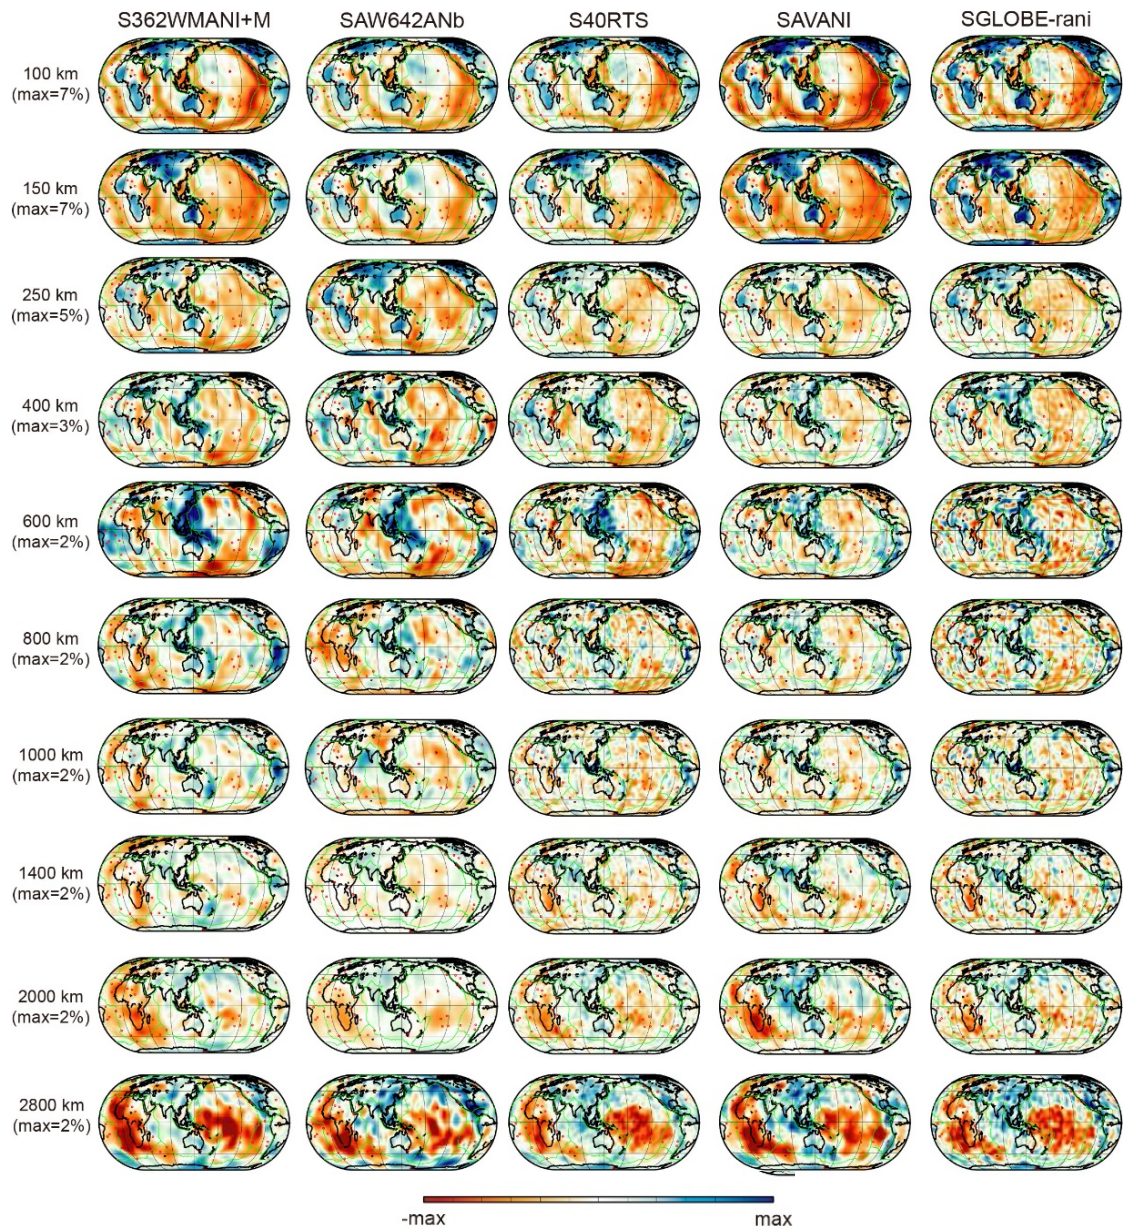 S362WMANI+M SAW642ANb S40RTS SAVANI SGLOBE-rani
100 km
(max=7%)
150 km
(max=7%)
250 km
(max=5%)
400 km
(max=3%)
600 km
(max=2%)
800 km
(max=2%)
1000 km
(max=2%)
1400 km
(max=2%)
2000 km
(max=2%)
2800 km
(max=2%)
-max max